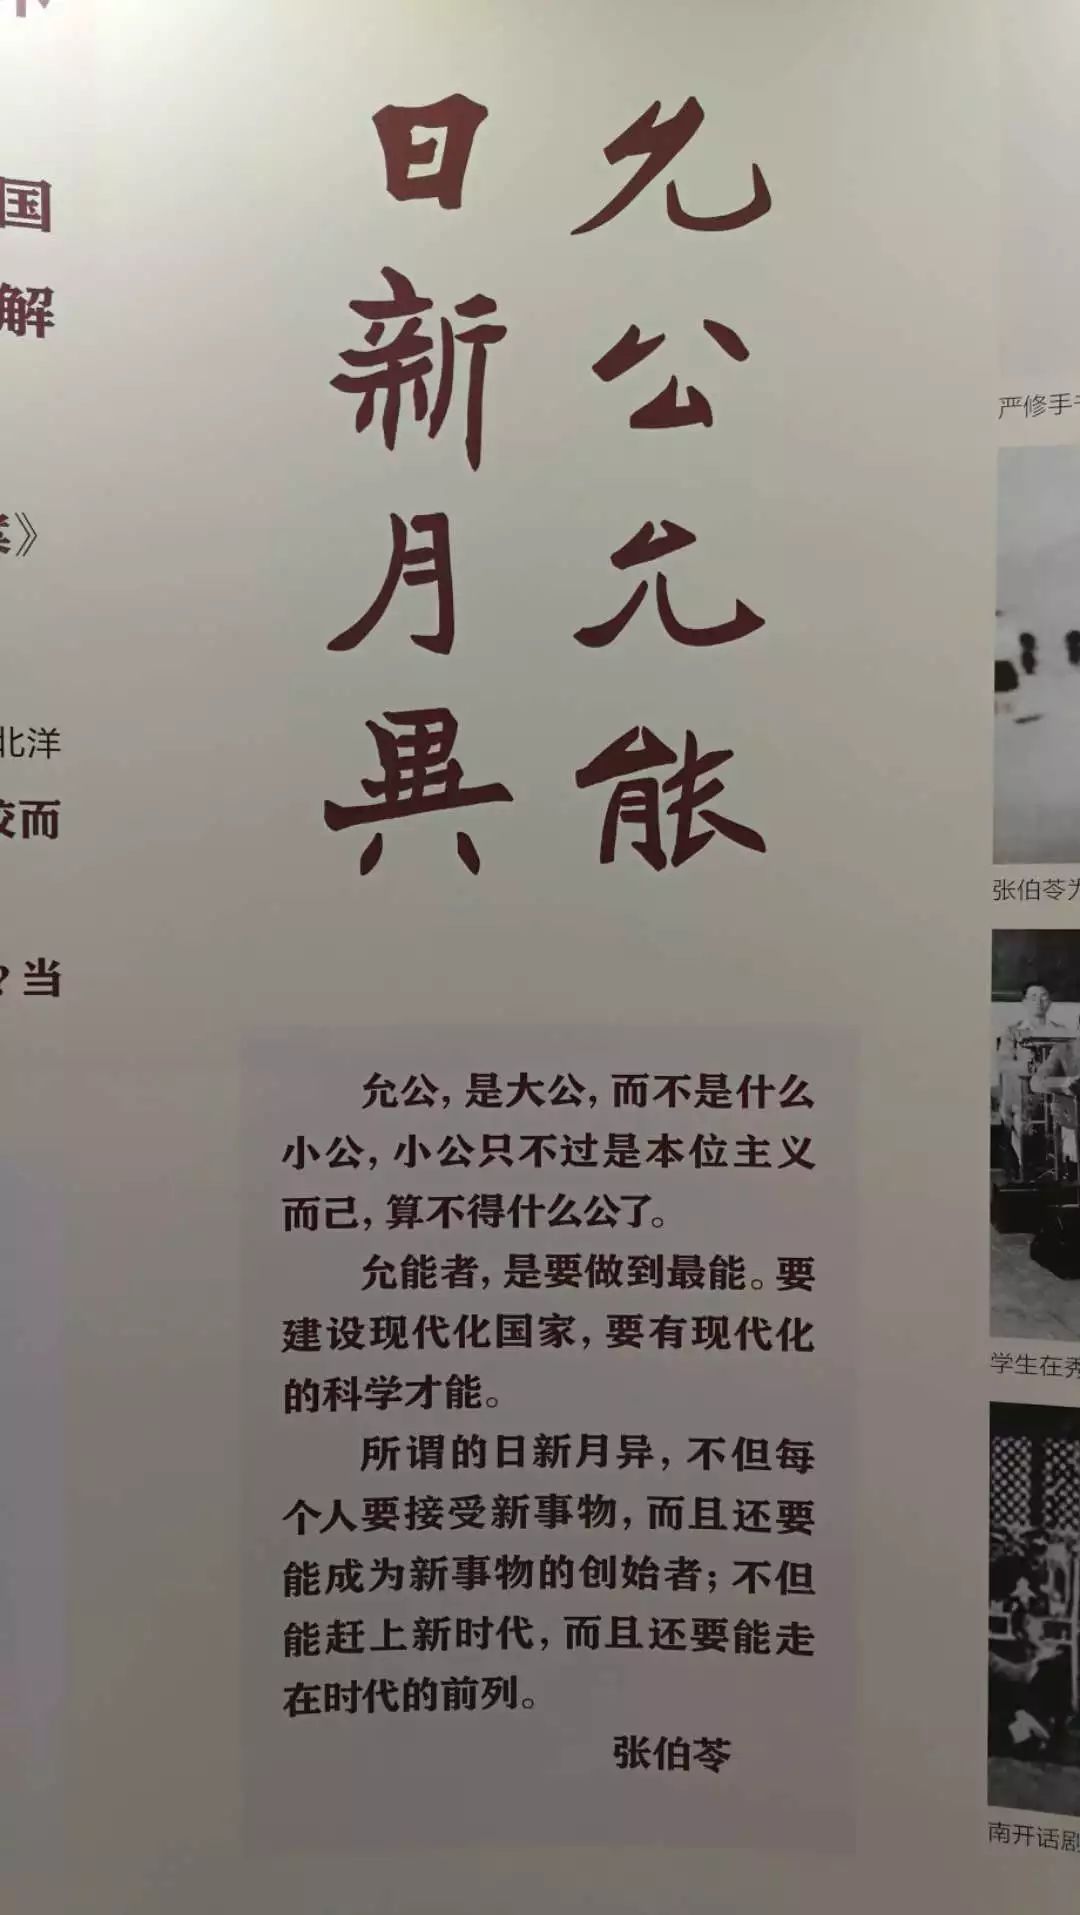 允公允能
日新月異
允公，是大公，而不是什么
小公，小公只不过是本位主义
而己，算不得什么公了。
允能者，是要做到最能。要
建设现代化国家，要有现代化
的科学才能。
所谓的日新月异，不但每
个人要接受新事物，而且还要
能成为新事物的创始者；不但
能赶上新时代，而且还要能走
在时代的前列。
张伯苓
国
解
》
北洋
校而
？当
严修手
张伯苓为
学生在秀
南开话剧